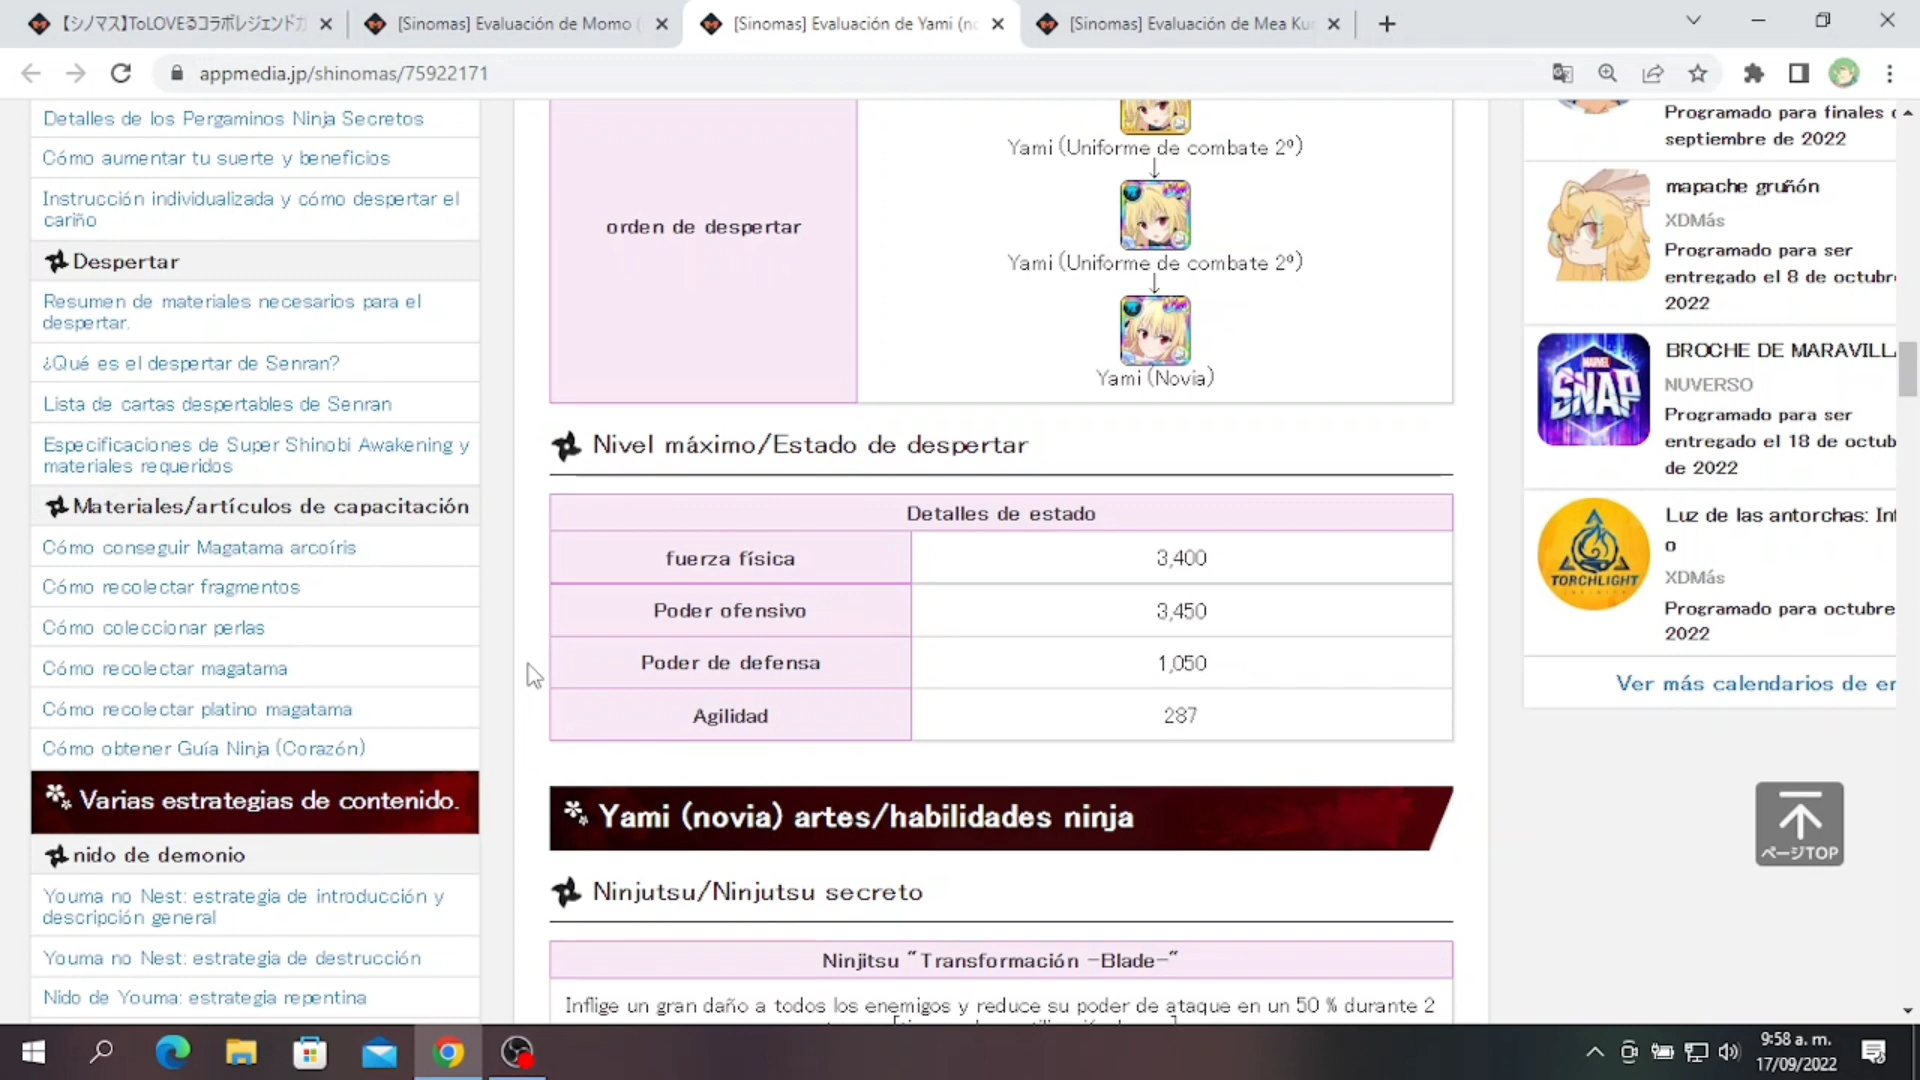 【シノマス】ToLOVEるコラボレジェンドガ
[Sinomas] Evaluación de Momo (
[Sinomas] Evaluación de Yami (no
[Sinomas] Evaluación de Mea Kur
appmedia.jp/shinomas/75922171
Detalles de los Pergaminos Ninja Secretos
Cómo aumentar tu suerte y beneficios
Instrucción individualizada y cómo despertar el
cariño
Despertar
Resumen de materiales necesarios para el
despertar.
¿Qué es el despertar de Senran?
Lista de cartas despertables de Senran
Especificaciones de Super Shinobi Awakening y
materiales requeridos
Materiales/artículos de capacitación
Cómo conseguir Magatama arcoíris
Cómo recolectar fragmentos
Cómo coleccionar perlas
Cómo recolectar magatama
Cómo recolectar platino magatama
Cómo obtener Guía Ninja (Corazón)
Varias estrategias de contenido.
nido de demonio
Youma no Nest: estrategia de introducción y
descripción general
Youma no Nest: estrategia de destrucción
Nido de Youma: estrategia repentina
orden de despertar
Yami (Uniforme de combate 2º)
↓
Yami (Uniforme de combate 2º)
↓
Yami (Novia)
Nivel máximo/Estado de despertar
Detalles de estado
fuerza física 3,400
Poder ofensivo 3,450
Poder de defensa 1,050
Agilidad 287
Yami (novia) artes/habilidades ninja
Ninjutsu/Ninjutsu secreto
Ninjitsu "Transformación -Blade-"
Inflige un gran daño a todos los enemigos y reduce su poder de ataque en un 50 % durante 2
Programado para finales d
septiembre de 2022
mapache gruñón
XDMás
Programado para ser
entregado el 8 de octubr
2022
MARVEL
SNAP
BROCHE DE MARAVILL
NUVERSO
Programado para ser
entregado el 18 de octub
de 2022
TORCHLIGHT
INFINITE
Luz de las antorchas: Inf
o
XDMás
Programado para octubre
2022
Ver más calendarios de en
ページTOP
9:58 a. m.
17/09/2022